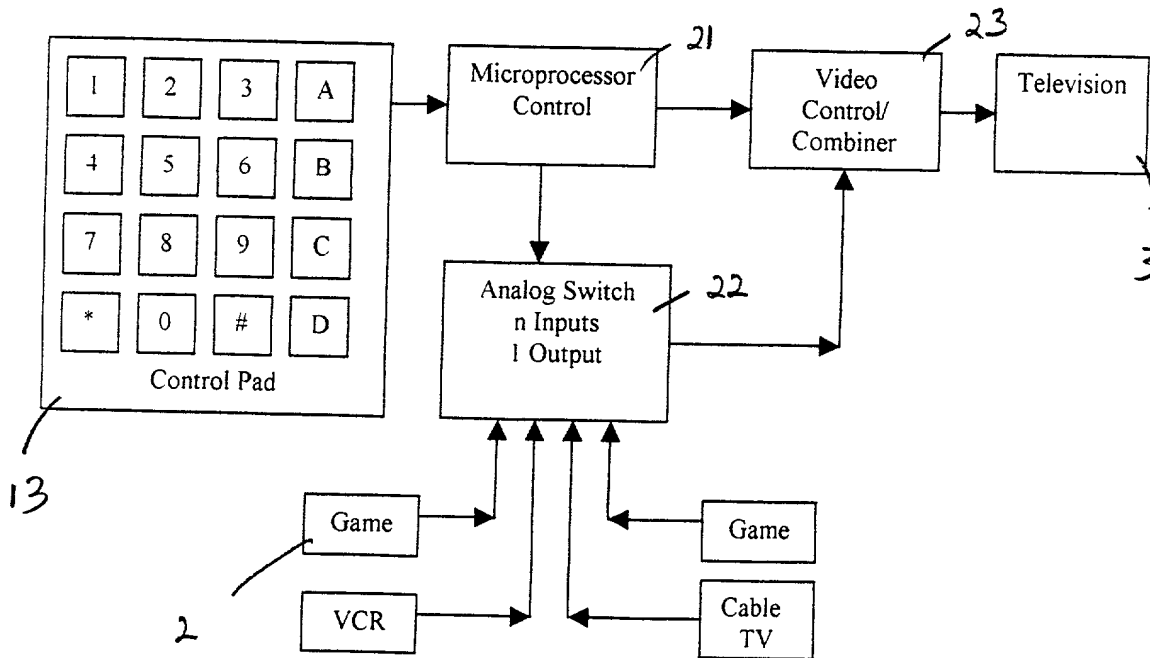 21
23
1 2 3 A
Microprocessor
Control
Video
Control/
Combiner
Television
4 5 6 B
3
7 8 9 C
Analog Switch
n Inputs
1 Output
22
* 0 # D
Control Pad
13
Game
Game
2
VCR
Cable
TV